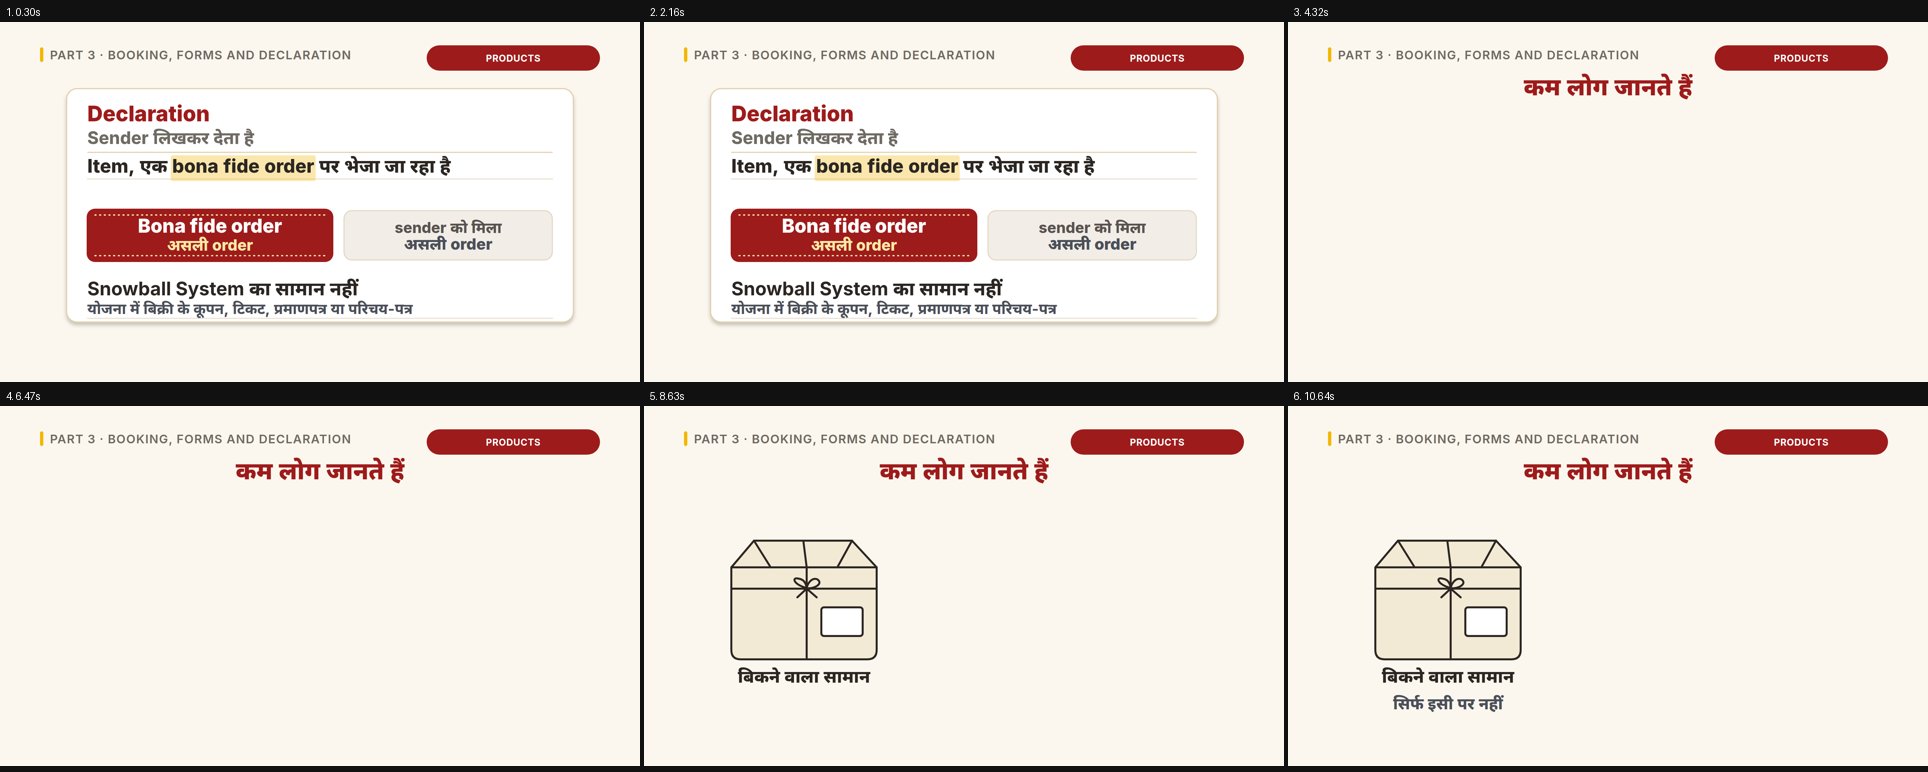 1. 0.30s
PART 3 · BOOKING, FORMS AND DECLARATION
PRODUCTS
Declaration
Sender लिखकर देता है
Item, एक bona fide order पर भेजा जा रहा है
Bona fide order
असली order
sender को मिला
असली order
Snowball System का सामान नहीं
योजना में बिक्री के कूपन, टिकट, प्रमाणपत्र या परिचय-पत्र
2. 2.16s
PART 3 · BOOKING, FORMS AND DECLARATION
PRODUCTS
Declaration
Sender लिखकर देता है
Item, एक bona fide order पर भेजा जा रहा है
Bona fide order
असली order
sender को मिला
असली order
Snowball System का सामान नहीं
योजना में बिक्री के कूपन, टिकट, प्रमाणपत्र या परिचय-पत्र
3. 4.32s
PART 3 · BOOKING, FORMS AND DECLARATION
PRODUCTS
कम लोग जानते हैं
4. 6.47s
PART 3 · BOOKING, FORMS AND DECLARATION
PRODUCTS
कम लोग जानते हैं
5. 8.63s
PART 3 · BOOKING, FORMS AND DECLARATION
PRODUCTS
कम लोग जानते हैं
बिकने वाला सामान
6. 10.64s
PART 3 · BOOKING, FORMS AND DECLARATION
PRODUCTS
कम लोग जानते हैं
बिकने वाला सामान
सिर्फ इसी पर नहीं